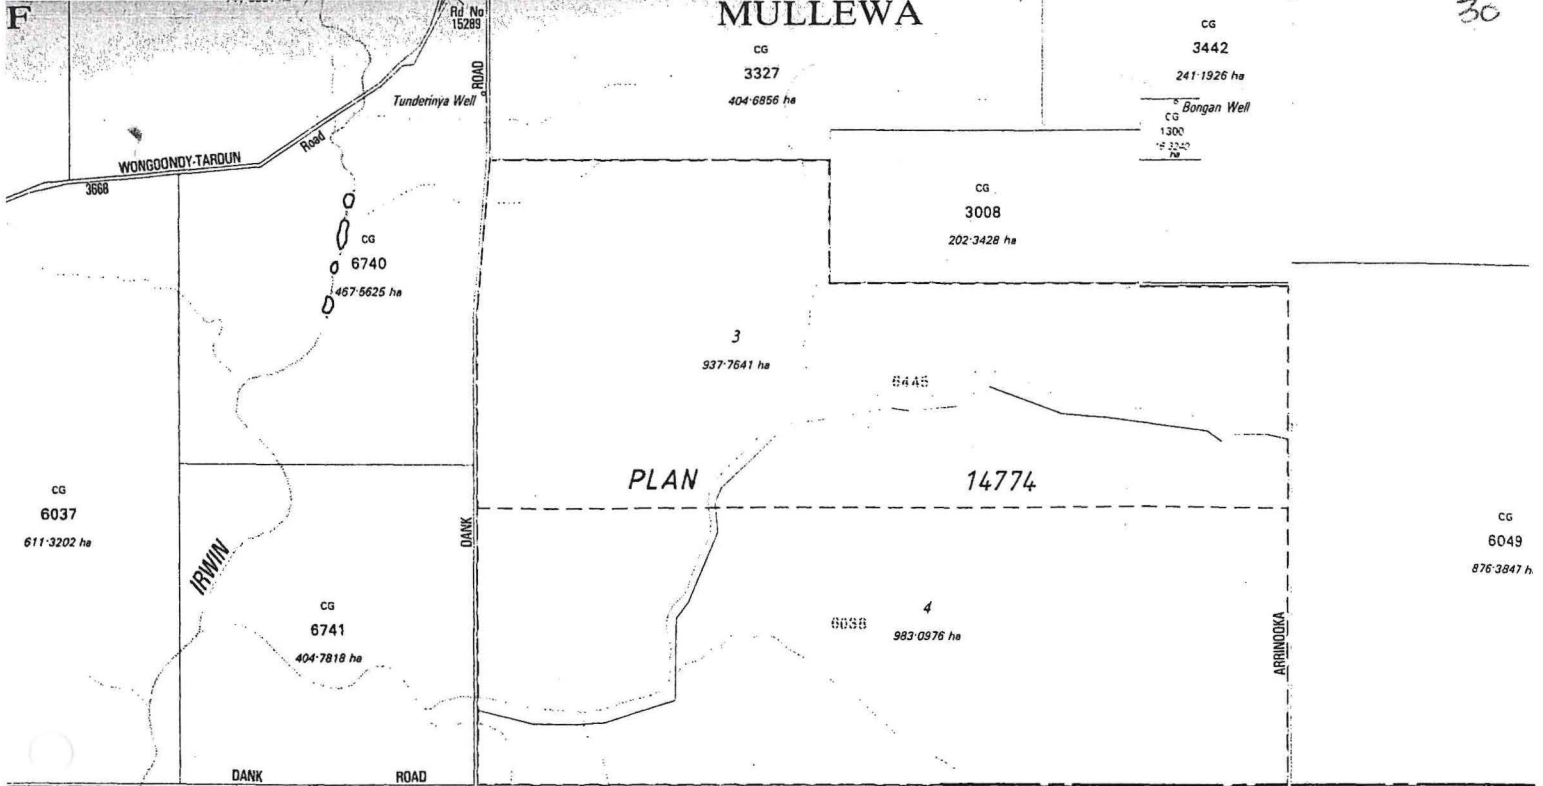 F
Rd No
15289
MULLEWA
30
CG
3442
241·1926 ha
CG
3327
404·6856 ha
ROAD
Tunderinya Well
Bongan Well
CG
1300
ha
WONGOONDY-TARDUN
Road
3668
CG
3008
202·3428 ha
CG
6740
467·5625 ha
3
937·7641 ha
6445
PLAN 14774
CG
6037
611·3202 ha
DANK
IRWIN
CG
6049
876·3847 h
CG
6741
404·7818 ha
6038
4
983·0976 ha
ARRINOOKA
DANK ROAD